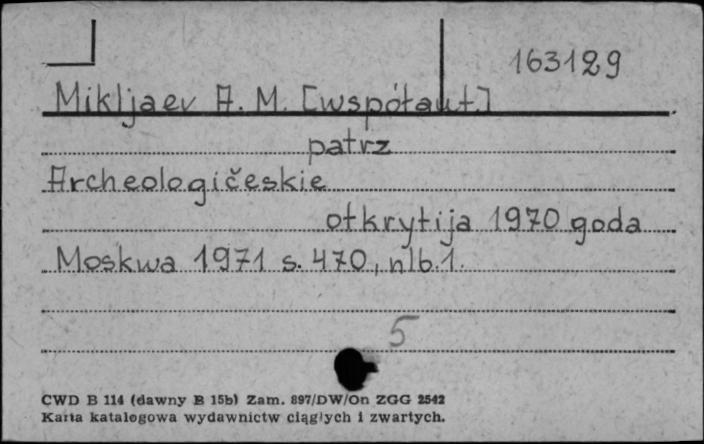 163129
Mikljaev A. M. [współaut.]
patrz
Archeologičeskie
otkrytija 1970 goda
Moskwa 1971 s. 470, nlb. 1.
5
CWD B 114 (dawny B 15b) Zam. 897/DW/On ZGG 2542
Karta katalogowa wydawnictw ciągłych i zwartych.